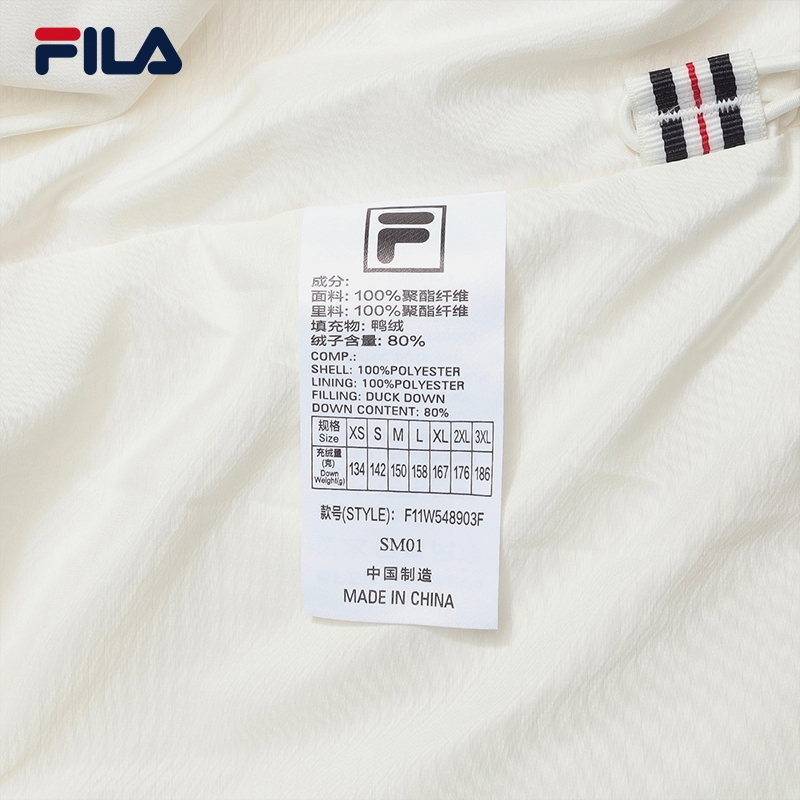 FILA
F
成分:
面料: 100%聚酯纤维
里料: 100%聚酯纤维
填充物: 鸭绒
绒子含量: 80%
COMP.:
SHELL: 100%POLYESTER
LINING: 100%POLYESTER
FILLING: DUCK DOWN
DOWN CONTENT: 80%
规格 Size XS S M L XL 2XL 3XL
充绒量 (克) Down Weight(g) 134 142 150 158 167 176 186
款号(STYLE): F11W548903F
SM01
中国制造
MADE IN CHINA